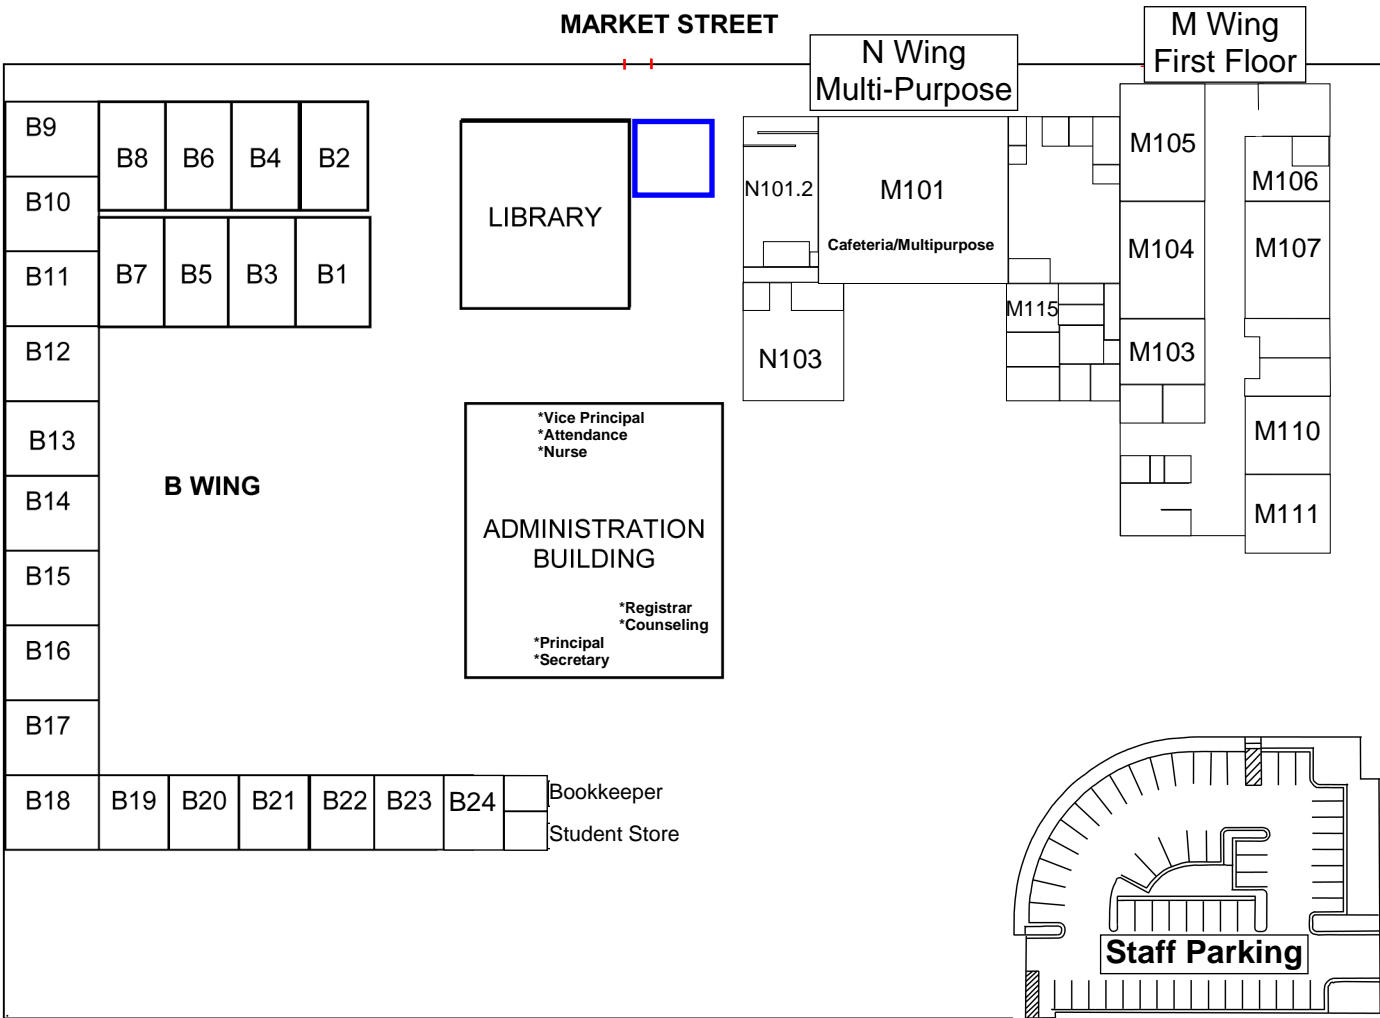 MARKET STREET
N Wing
Multi-Purpose
M Wing
First Floor
B9
B8
B6
B4
B2
B10
B11
B7
B5
B3
B1
B12
B13
B14
B15
B16
B17
B18
B19
B20
B21
B22
B23
B24
B WING
Bookkeeper
Student Store
LIBRARY
*Vice Principal
*Attendance
*Nurse
ADMINISTRATION
BUILDING
*Registrar
*Counseling
*Principal
*Secretary
N101.2
M101
Cafeteria/Multipurpose
N103
M115
M105
M104
M103
M106
M107
M110
M111
Staff Parking